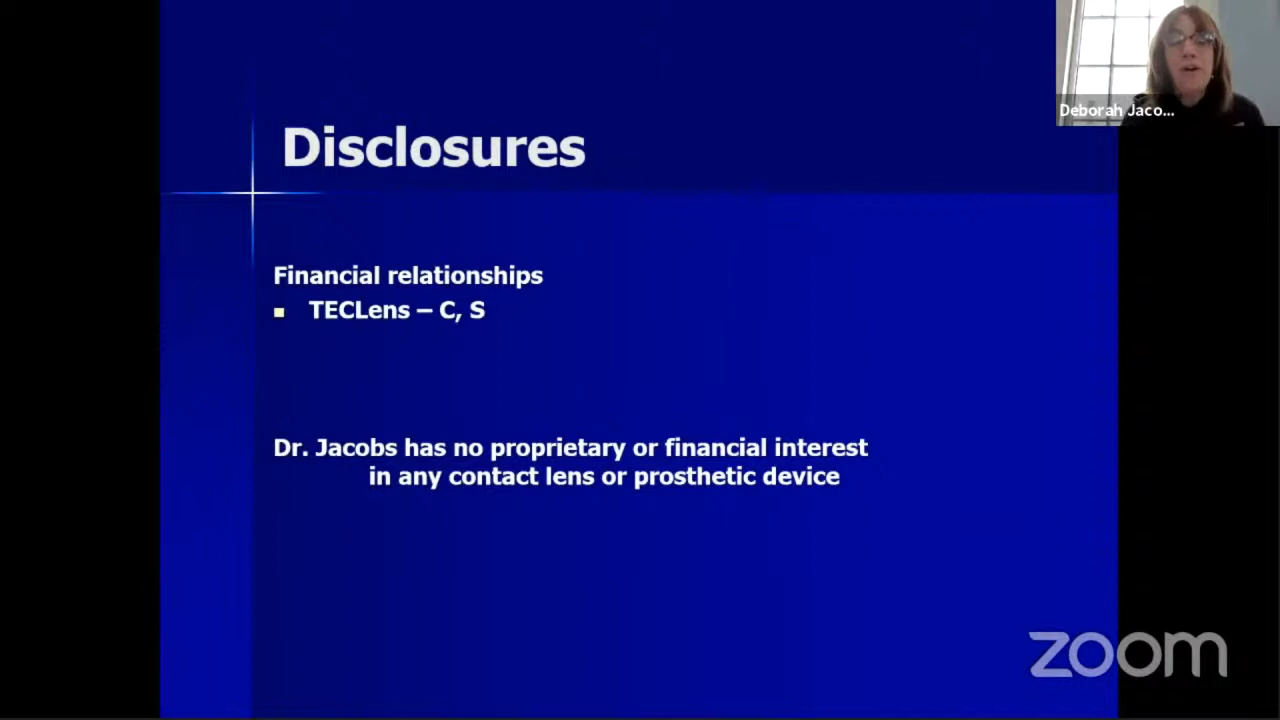 Deborah Jaco...
Disclosures
Financial relationships
TECLens – C, S
Dr. Jacobs has no proprietary or financial interest
in any contact lens or prosthetic device
zoom